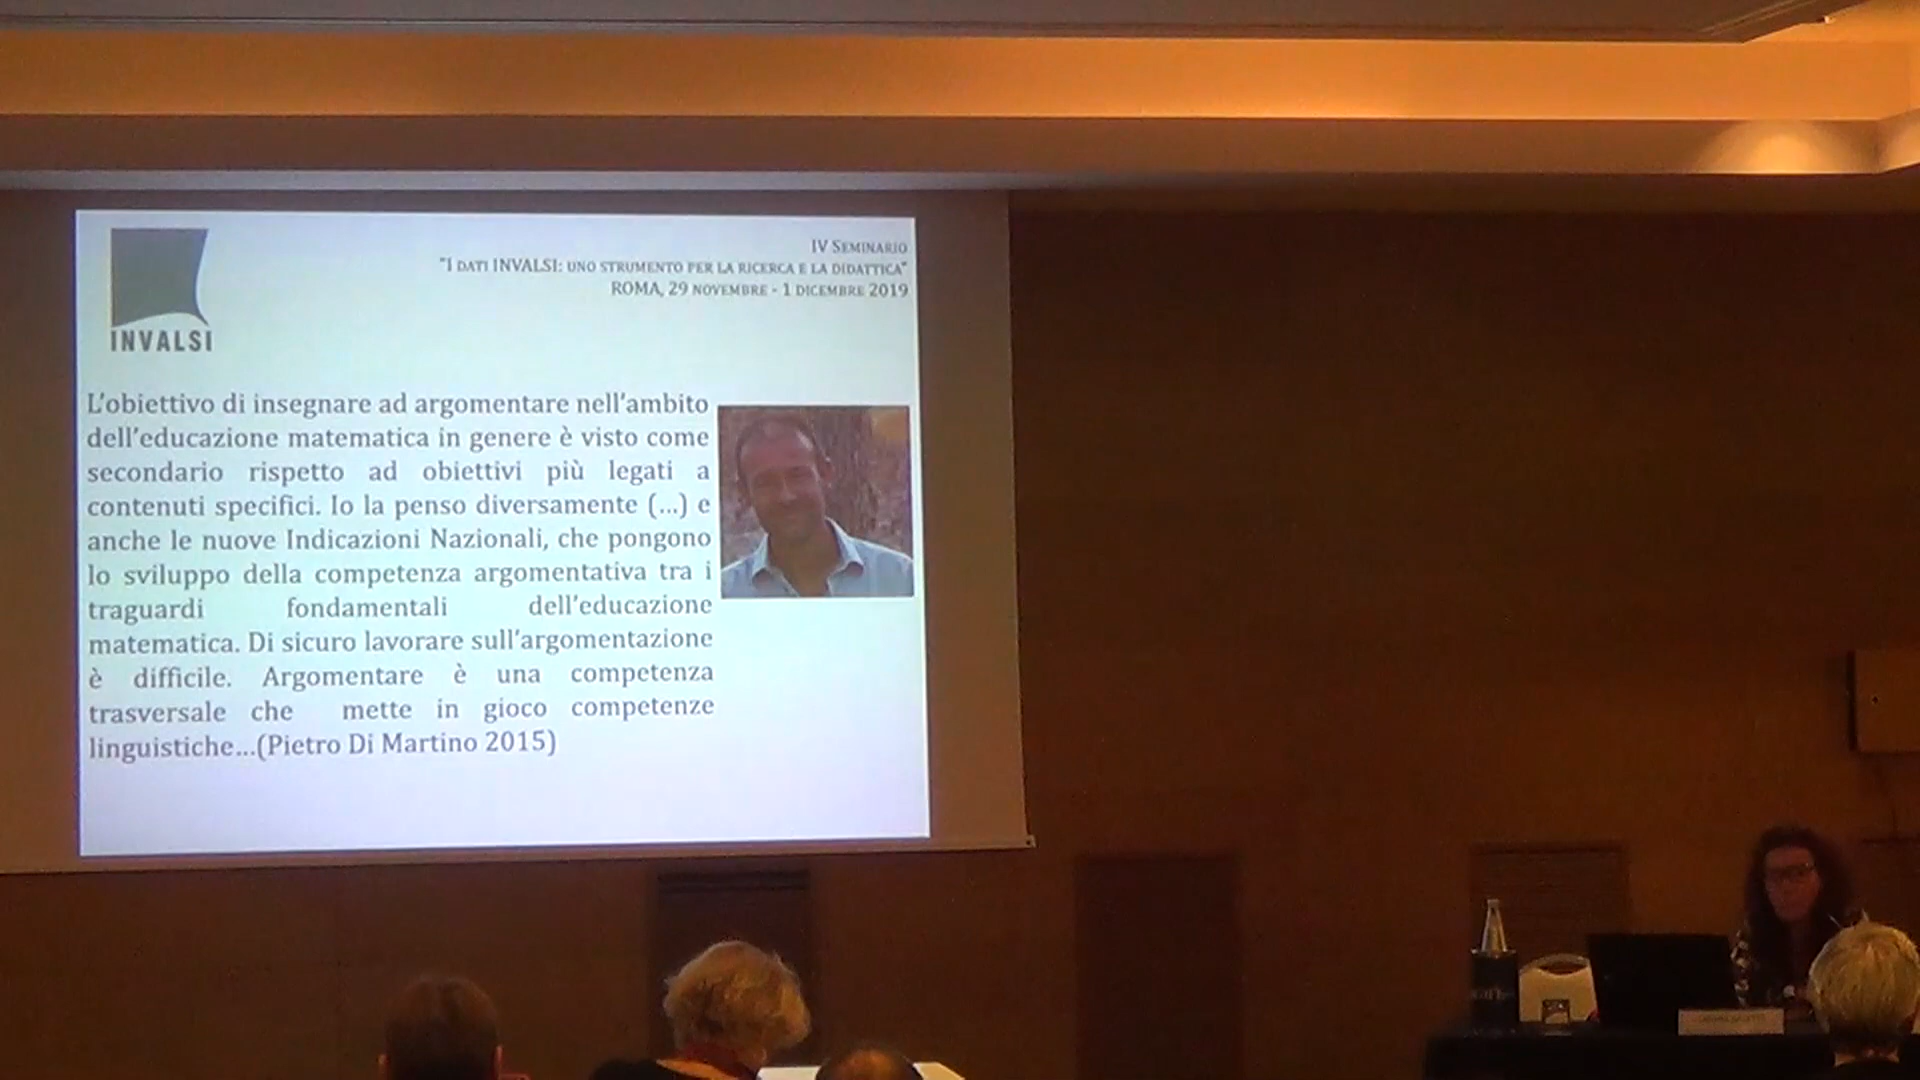 INVALSI
IV Seminario
"I dati INVALSI: uno strumento per la ricerca e la didattica"
ROMA, 29 novembre - 1 dicembre 2019
L'obiettivo di insegnare ad argomentare nell'ambito
dell'educazione matematica in genere è visto come
secondario rispetto ad obiettivi più legati a
contenuti specifici. Io la penso diversamente (...) e
anche le nuove Indicazioni Nazionali, che pongono
lo sviluppo della competenza argomentativa tra i
traguardi fondamentali dell'educazione
matematica. Di sicuro lavorare sull'argomentazione
è difficile. Argomentare è una competenza
trasversale che mette in gioco competenze
linguistiche...(Pietro Di Martino 2015)